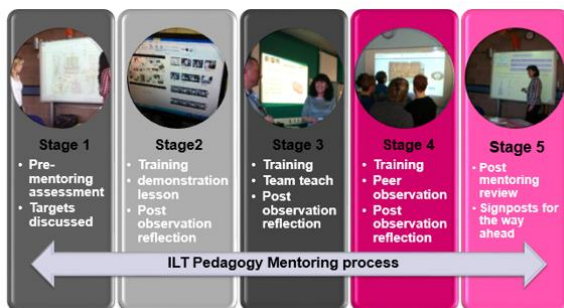 Stage 1
• Pre-
mentoring
assessment
• Targets
discussed
Stage2
• Training
• demonstration
lesson
• Post
observation
reflection
Stage 3
• Training
• Team teach
• Post
observation
reflection
Stage 4
• Training
• Peer
observation
• Post
observation
reflection
Stage 5
• Post
mentoring
review
• Signposts for
the way
ahead
ILT Pedagogy Mentoring process